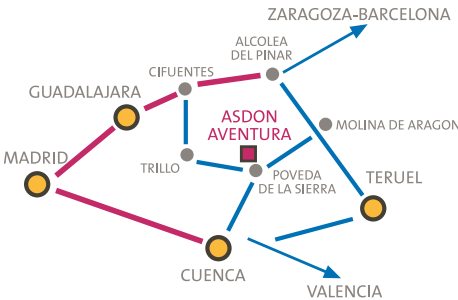 ZARAGOZA-BARCELONA
ALCOLEA
DEL PINAR
CIFUENTES
GUADALAJARA
ASDON
AVENTURA
MOLINA DE ARAGON
MADRID
TRILLO
POVEDA
DE LA SIERRA
TERUEL
CUENCA
VALENCIA